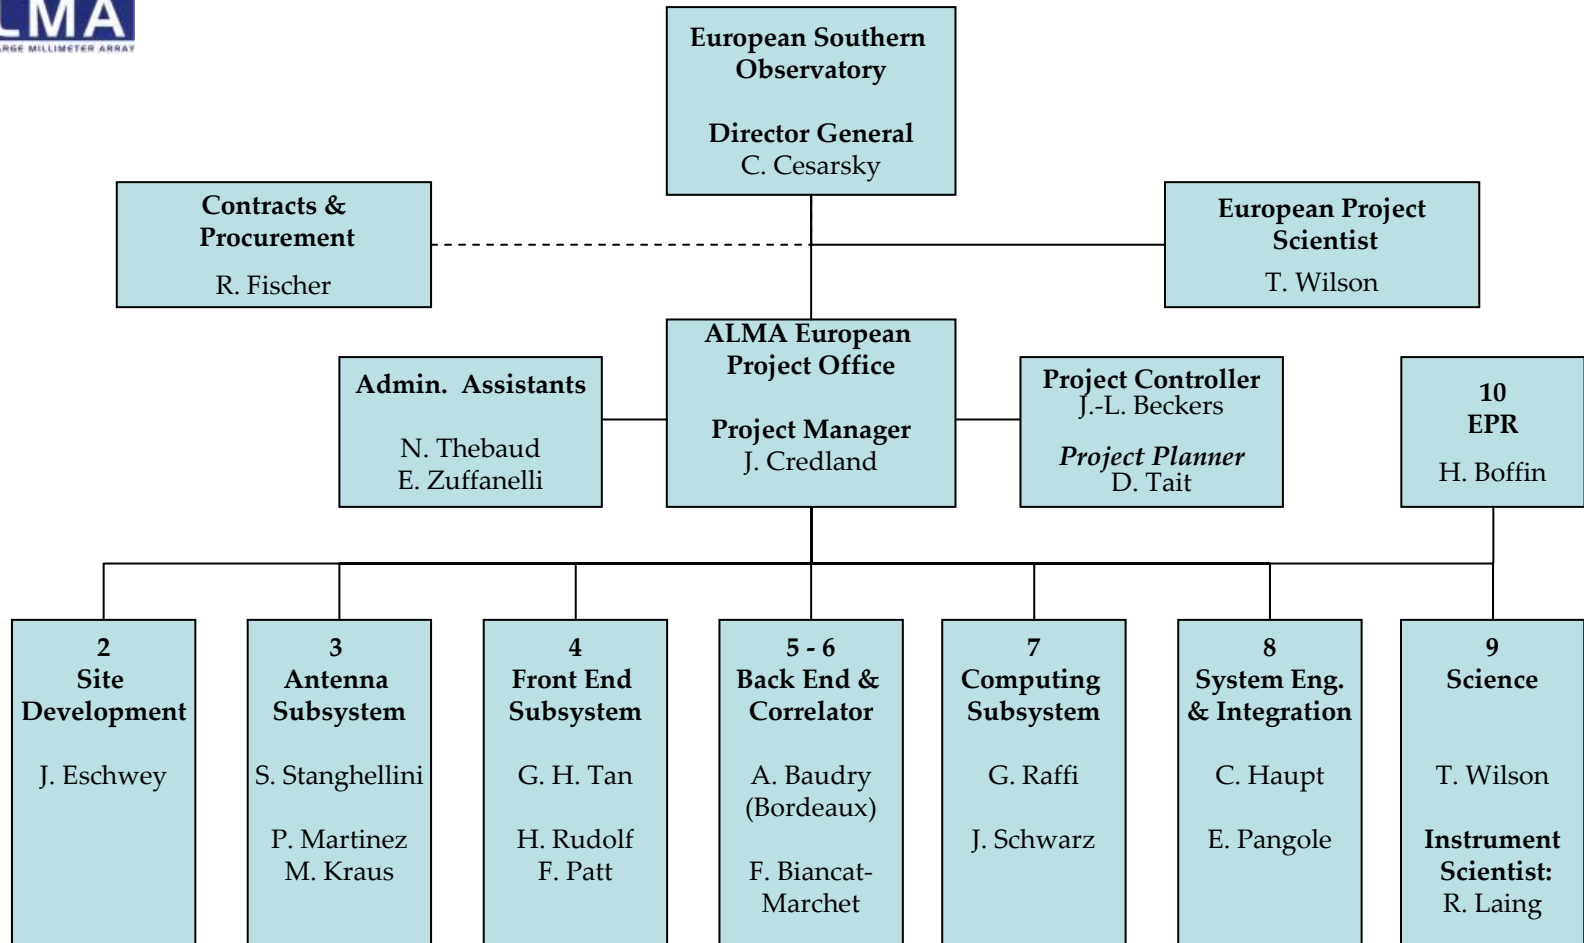 LMA
ARGE MILLIMETER ARRAY
European Southern
Observatory
Director General
C. Cesarsky
Contracts &
Procurement
R. Fischer
European Project
Scientist
T. Wilson
ALMA European
Project Office
Project Manager
J. Credland
Admin. Assistants
N. Thebaud
E. Zuffanelli
Project Controller
J.-L. Beckers
Project Planner
D. Tait
10
EPR
H. Boffin
2
Site
Development
J. Eschwey
3
Antenna
Subsystem
S. Stanghellini
P. Martinez
M. Kraus
4
Front End
Subsystem
G. H. Tan
H. Rudolf
F. Patt
5 - 6
Back End &
Correlator
A. Baudry
(Bordeaux)
F. Biancat-
Marchet
7
Computing
Subsystem
G. Raffi
J. Schwarz
8
System Eng.
& Integration
C. Haupt
E. Pangole
9
Science
T. Wilson
Instrument
Scientist:
R. Laing